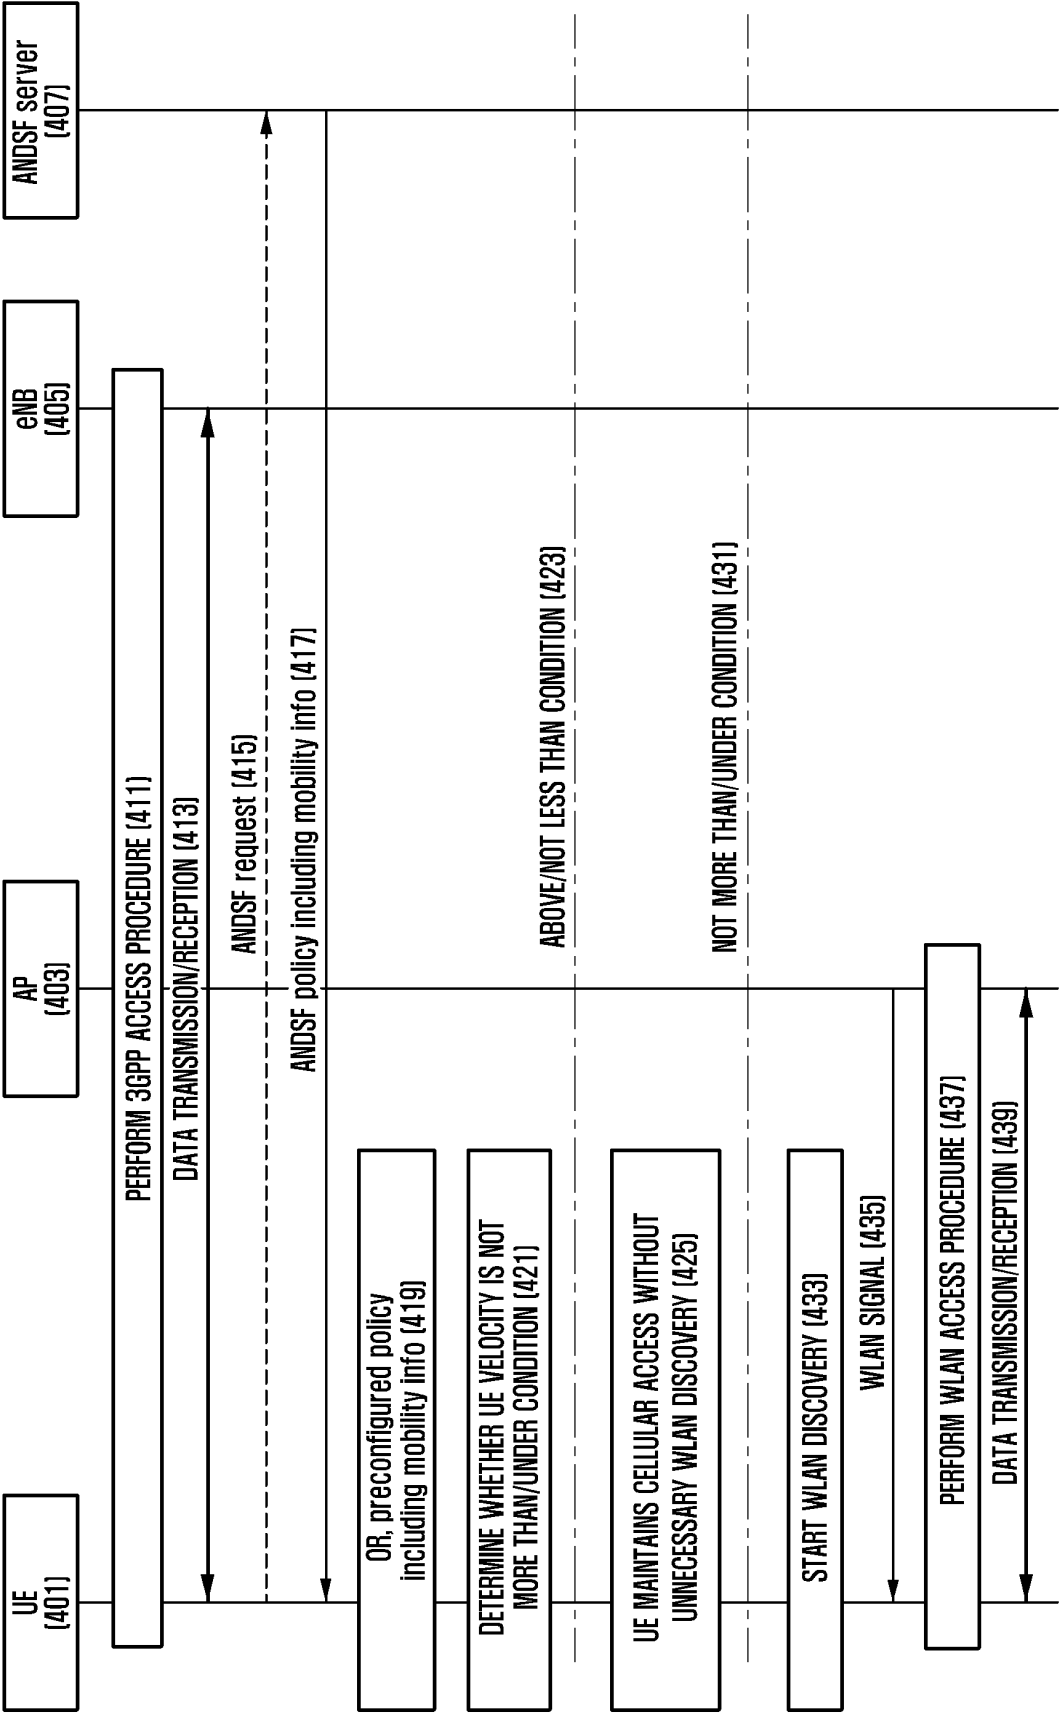 UE
(401)
AP
(403)
eNB
(405)
ANDSF server
(407)
PERFORM 3GPP ACCESS PROCEDURE (411)
DATA TRANSMISSION/RECEPTION (413)
ANDSF request (415)
ANDSF policy including mobility info (417)
OR, preconfigured policy
including mobility info (419)
DETERMINE WHETHER UE VELOCITY IS NOT
MORE THAN/UNDER CONDITION (421)
ABOVE/NOT LESS THAN CONDITION (423)
UE MAINTAINS CELLULAR ACCESS WITHOUT
UNNECESSARY WLAN DISCOVERY (425)
NOT MORE THAN/UNDER CONDITION (431)
START WLAN DISCOVERY (433)
WLAN SIGNAL (435)
PERFORM WLAN ACCESS PROCEDURE (437)
DATA TRANSMISSION/RECEPTION (439)